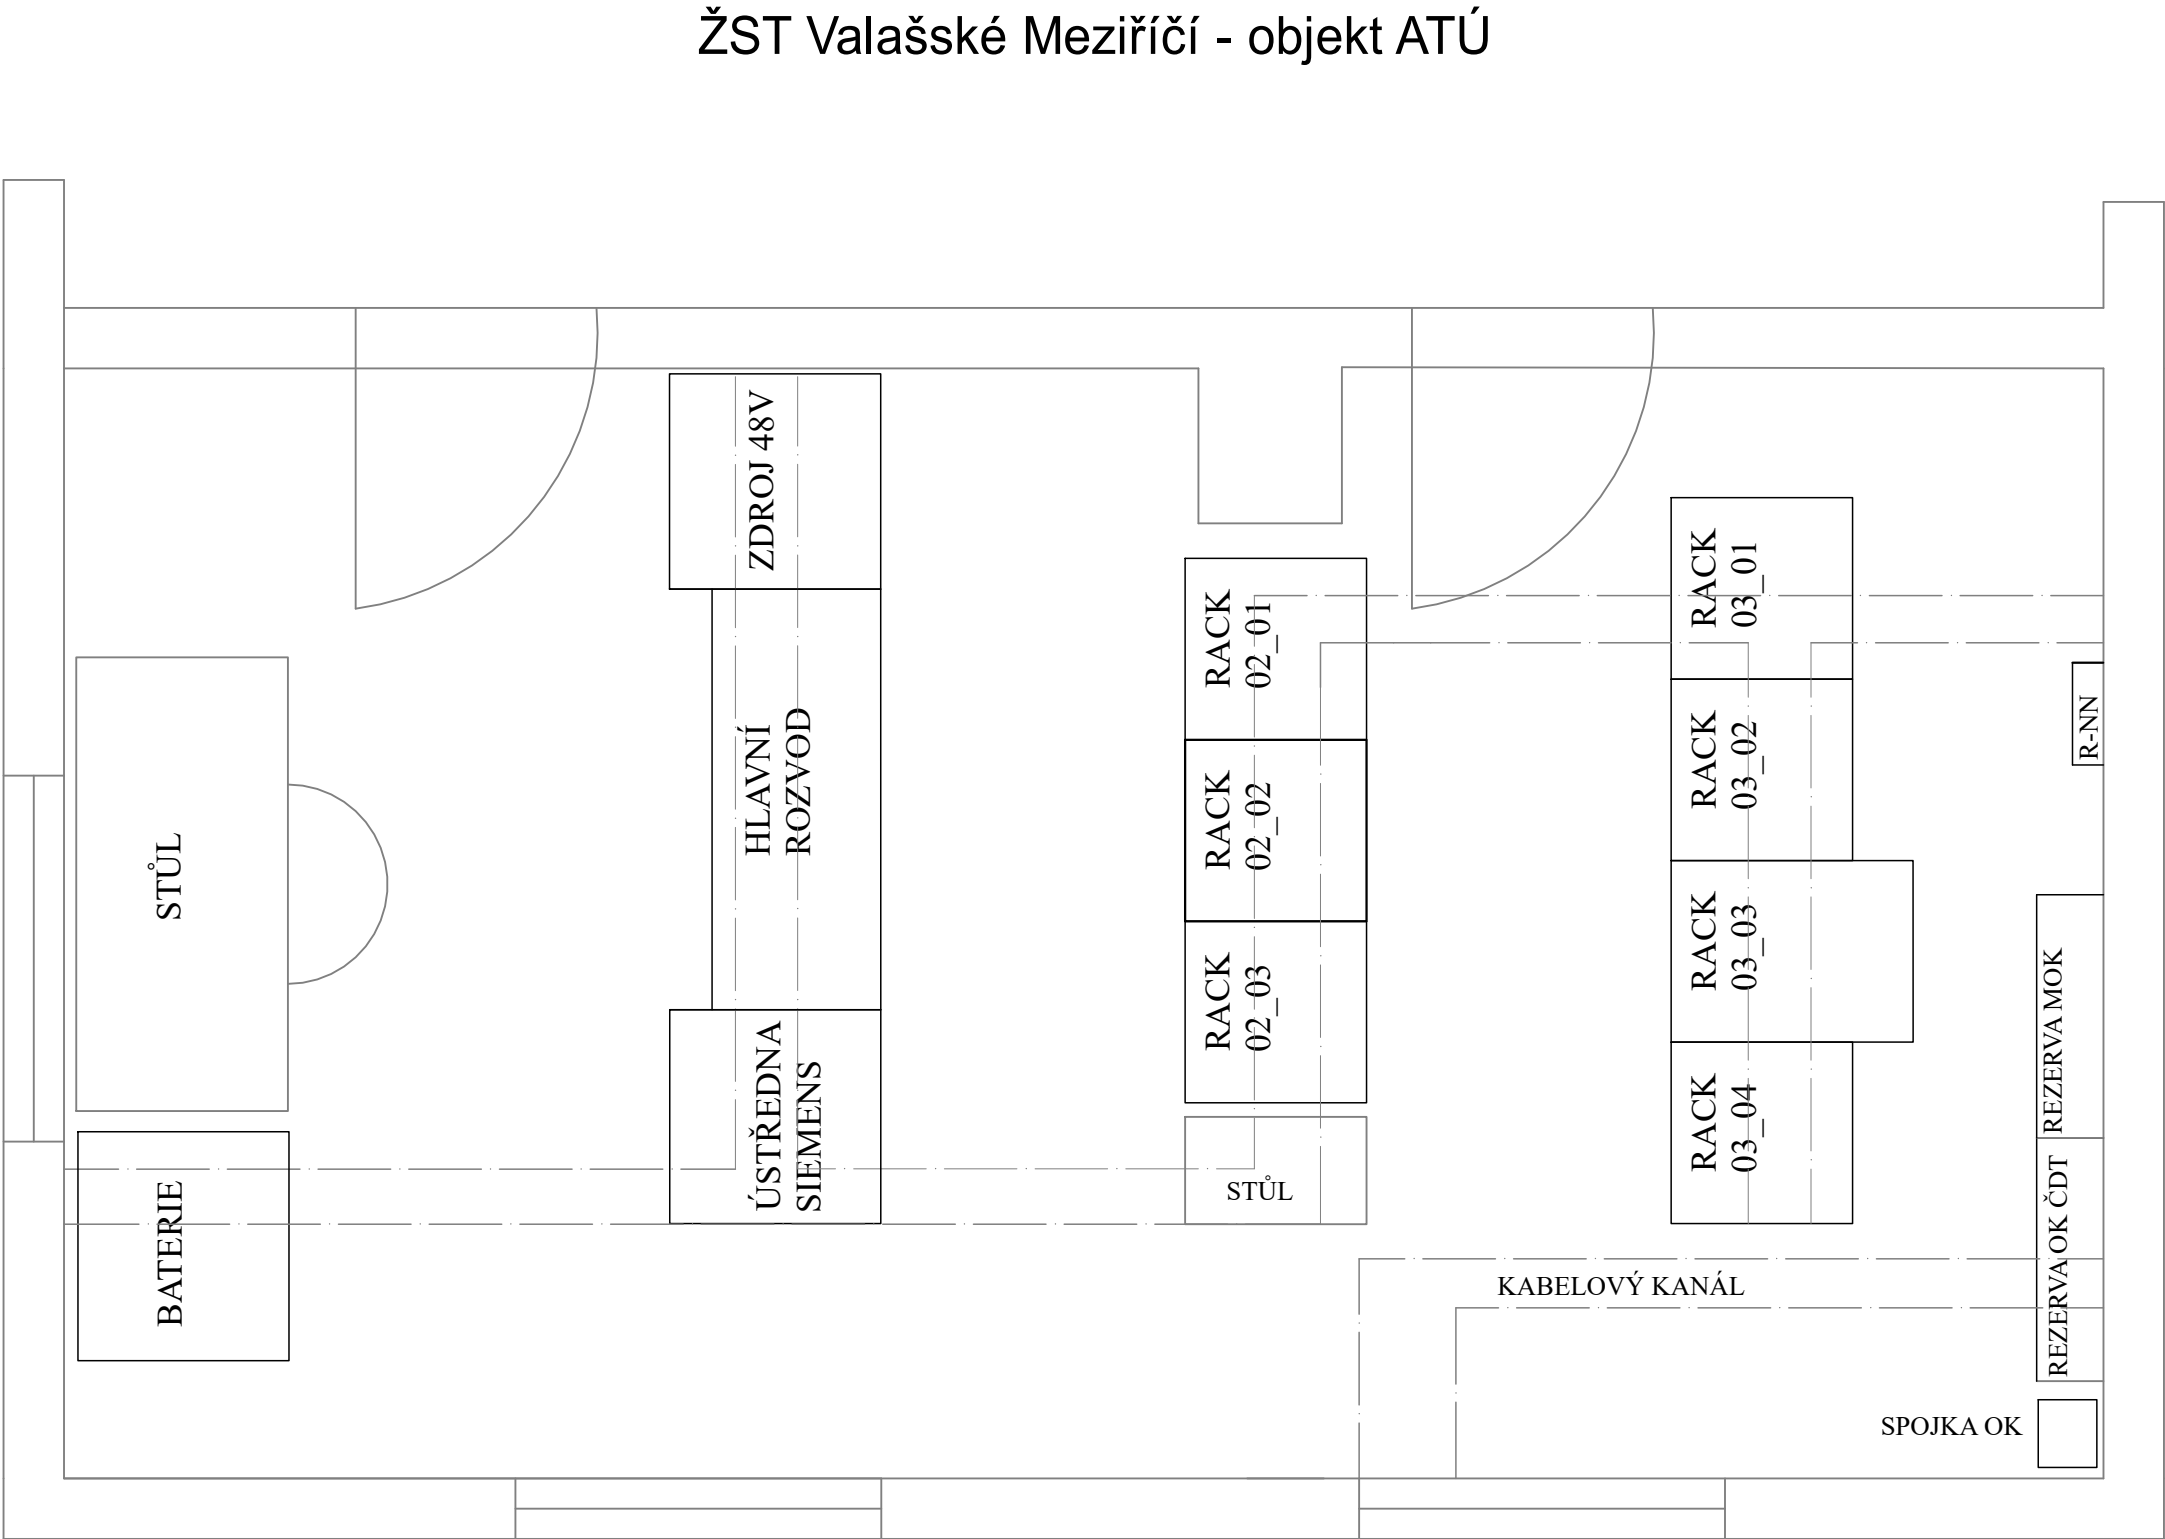 ŽST Valašské Meziříčí - objekt ATÚ
ZDROJ 48V
HLAVNÍ
ROZVOD
ÚSTŘEDNA
SIEMENS
STŮL
BATERIE
RACK
02_01
RACK
02_02
RACK
02_03
STŮL
RACK
03_01
RACK
03_02
RACK
03_03
RACK
03_04
R-NN
REZERVA MOK
REZERVA OK ČDT
KABELOVÝ KANÁL
SPOJKA OK